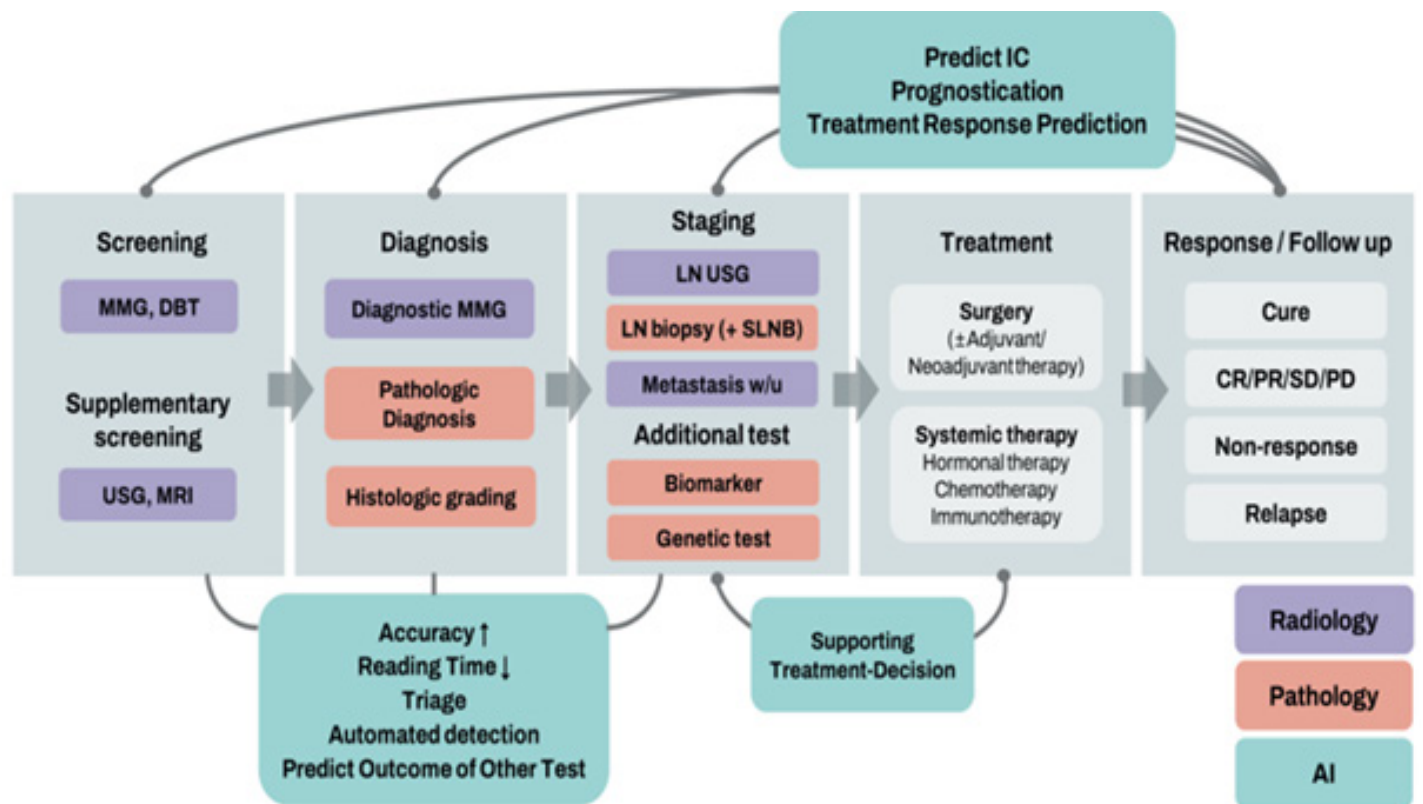 Predict IC
Prognostication
Treatment Response Prediction
Screening
MMG, DBT
Supplementary
screening
USG, MRI
Diagnosis
Diagnostic MMG
Pathologic
Diagnosis
Histologic grading
Staging
LN USG
LN biopsy (+ SLNB)
Metastasis w/u
Additional test
Biomarker
Genetic test
Treatment
Surgery
(±Adjuvant/
Neoadjuvant therapy)
Systemic therapy
Hormonal therapy
Chemotherapy
Immunotherapy
Response / Follow up
Cure
CR/PR/SD/PD
Non-response
Relapse
Accuracy ↑
Reading Time ↓
Triage
Automated detection
Predict Outcome of Other Test
Supporting
Treatment-Decision
Radiology
Pathology
AI